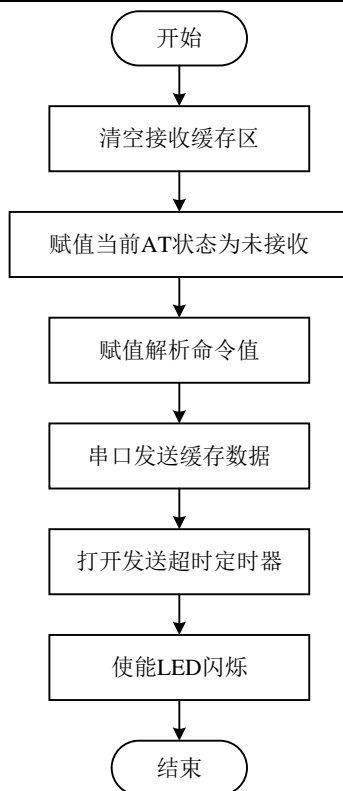 开始
清空接收缓存区
赋值当前AT状态为未接收
赋值解析命令值
串口发送缓存数据
打开发送超时定时器
使能LED闪烁
结束